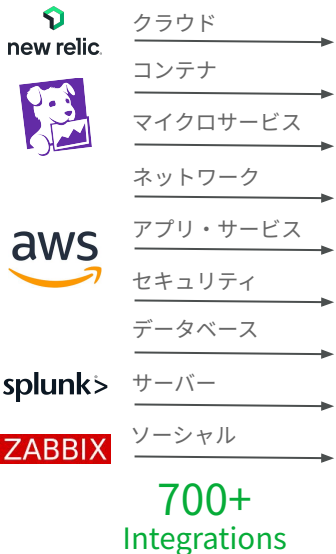 クラウド
new relic.
コンテナ
マイクロサービス
ネットワーク
アプリ・サービス
aws
セキュリティ
データベース
splunk>
サーバー
ソーシャル
ZABBIX
700+
Integrations